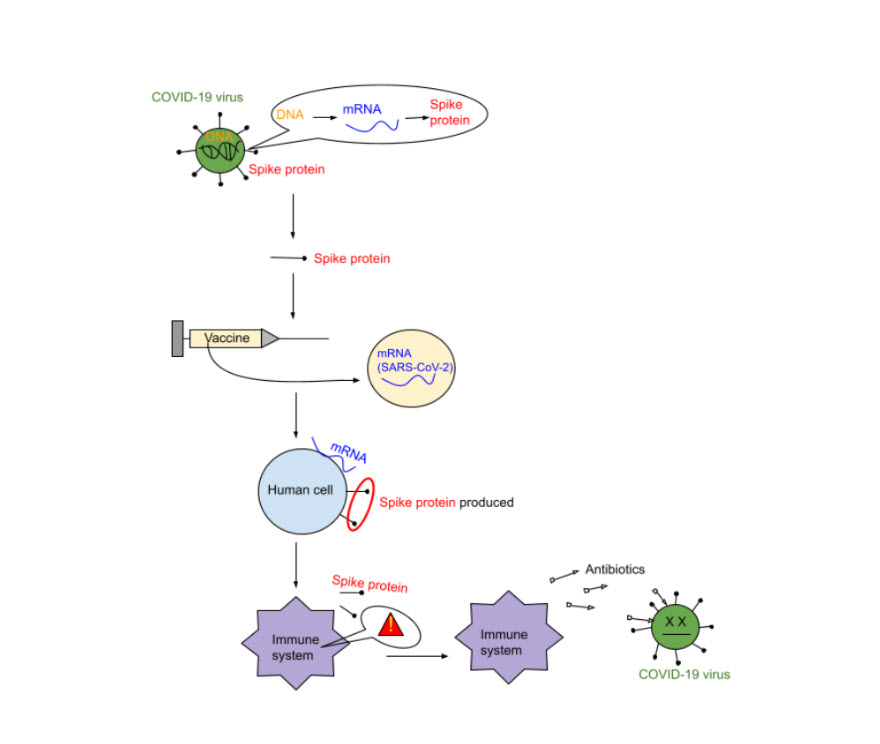 COVID-19 virus
DNA
mRNA
Spike
protein
DNA
Spike protein
Spike protein
Vaccine
mRNA
(SARS-CoV-2)
mRNA
Human cell
Spike protein produced
Spike protein
!
Immune
system
Immune
system
Antibiotics
X X
COVID-19 virus